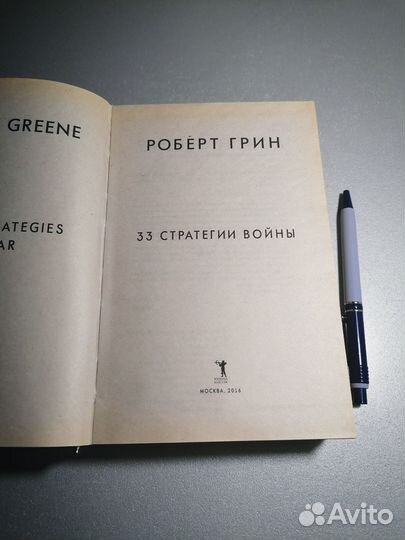 GREENE
ATEGIES
AR
РОБЕРТ ГРИН
33 СТРАТЕГИИ ВОЙНЫ
МОСКВА, 2016
Avito